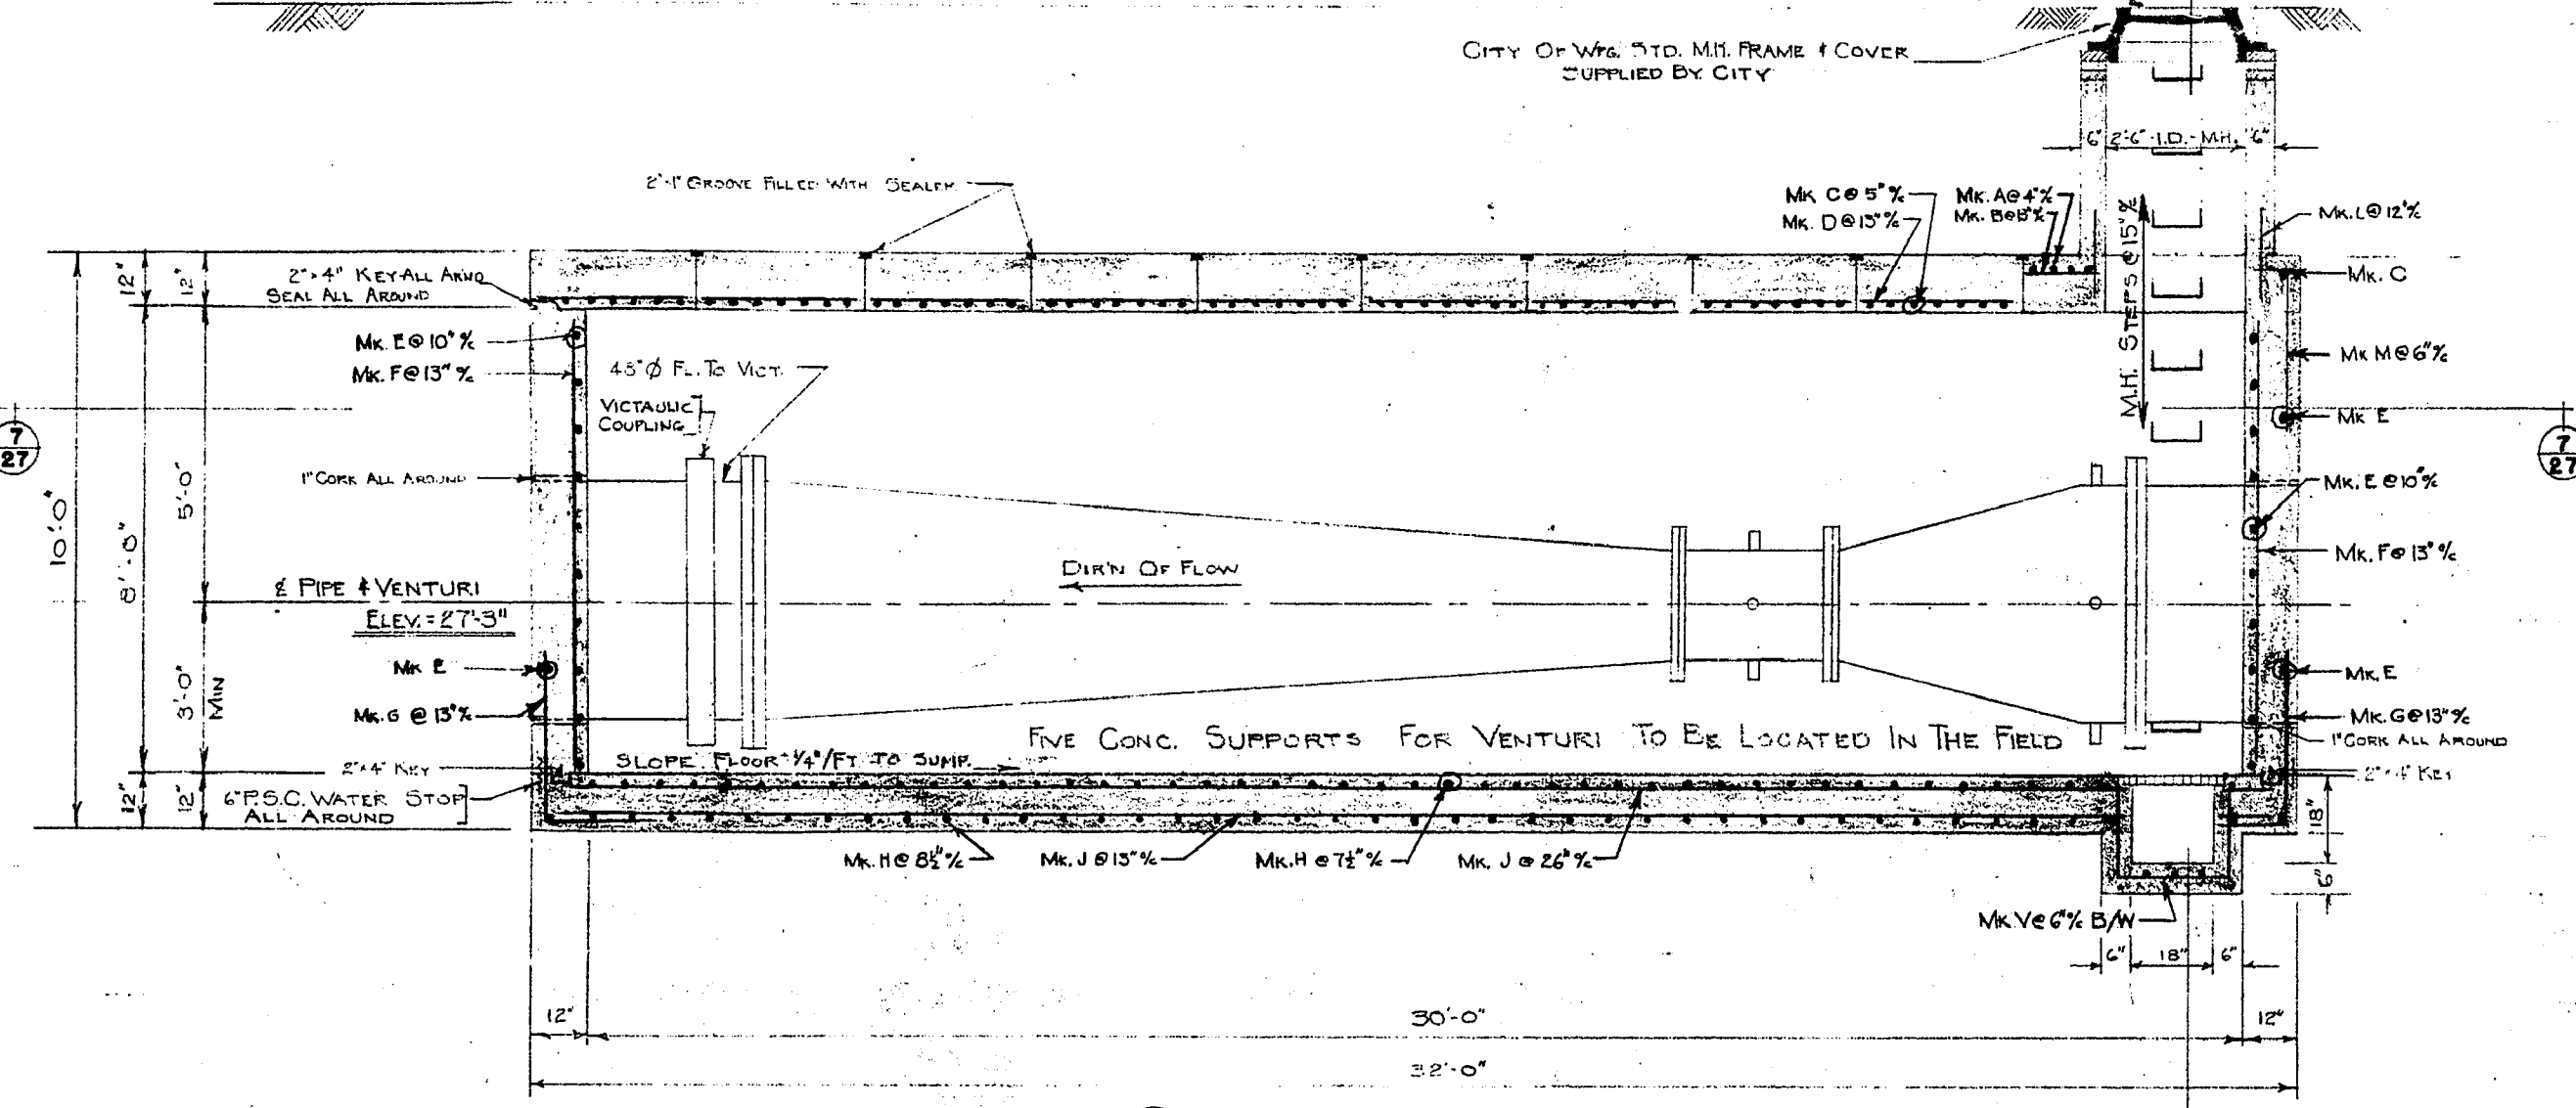 CITY OF WPG. STD. M.H. FRAME & COVER
SUPPLIED BY CITY
6" 2'-6" I.D. - M.H. 6"
2"x1" GROOVE FILLED WITH SEALER
MK. C @ 5" %
MK. D @ 13" %
MK. A @ 4" %
MK. L @ 12" %
M.H. STEPS @ 15" %
MK. C
12"
12"
2"x4" KEY ALL ARND
SEAL ALL AROUND
MK. E @ 10" %
MK. F @ 13" %
MK M @ 6" %
48" Ø FL. TO VICT.
VICTAULIC
COUPLING
MK E
7
27
7
27
1" CORK ALL AROUND
MK. E @ 10" %
10'-0"
8'-0"
5'-0"
MK. F @ 13" %
DIR'N OF FLOW
℄ PIPE & VENTURI
ELEV. = 27'-3"
MK E
MK. E
3'-0"
MIN
MK. G @ 13" %
MK. G @ 13" %
1" CORK ALL AROUND
FIVE CONC. SUPPORTS FOR VENTURI TO BE LOCATED IN THE FIELD
SLOPE FLOOR 1/4"/FT TO SUMP.
2"x4" KEY
2"x4" KEY
12"
12"
6" P.S.C. WATER STOP
ALL AROUND
18"
MK. H @ 8½" %
MK. J @ 13" %
MK. H @ 7½" %
MK. J @ 26" %
6"
MK V @ 6" % B/W
6" 18" 6"
12"
30'-0"
12"
32'-0"